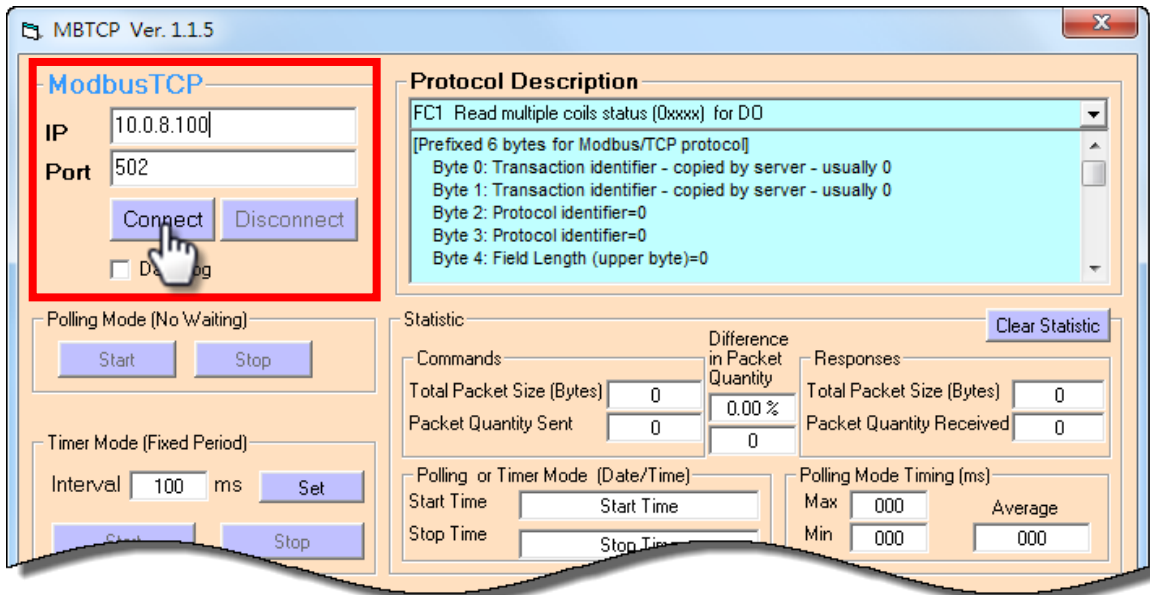 MBTCP Ver. 1.1.5
ModbusTCP
IP 10.0.8.100
Port 502
Connect Disconnect
Protocol Description
FC1 Read multiple coils status (0xxxx) for DO
[Prefixed 6 bytes for Modbus/TCP protocol]
Byte 0: Transaction identifier - copied by server - usually 0
Byte 1: Transaction identifier - copied by server - usually 0
Byte 2: Protocol identifier=0
Byte 3: Protocol identifier=0
Byte 4: Field Length (upper byte)=0
Polling Mode (No Waiting)
Start Stop
Timer Mode (Fixed Period)
Interval 100 ms Set
Start Stop
Statistic
Clear Statistic
Commands
Total Packet Size (Bytes) 0
Packet Quantity Sent 0
Difference
in Packet
Quantity
0.00 %
0
Responses
Total Packet Size (Bytes) 0
Packet Quantity Received 0
Polling or Timer Mode (Date/Time)
Start Time Start Time
Stop Time Stop Time
Polling Mode Timing (ms)
Max 000
Min 000
Average
000